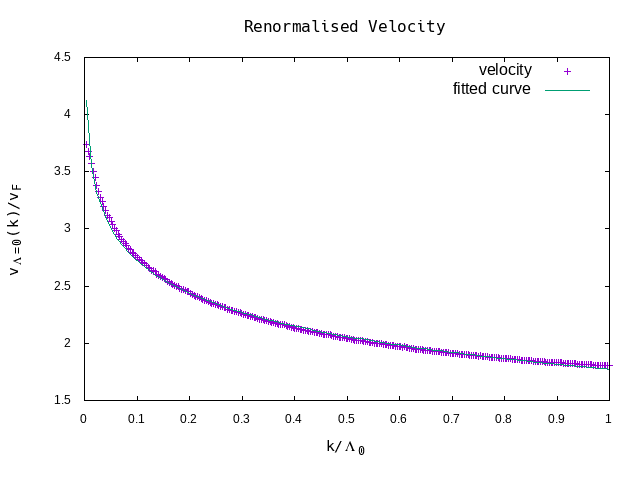 Renormalised Velocity
velocity
fitted curve
4.5
4
3.5
3
2.5
2
1.5
0 0.1 0.2 0.3 0.4 0.5 0.6 0.7 0.8 0.9 1
v_Λ=0(k)/v_F
k/Λ_0